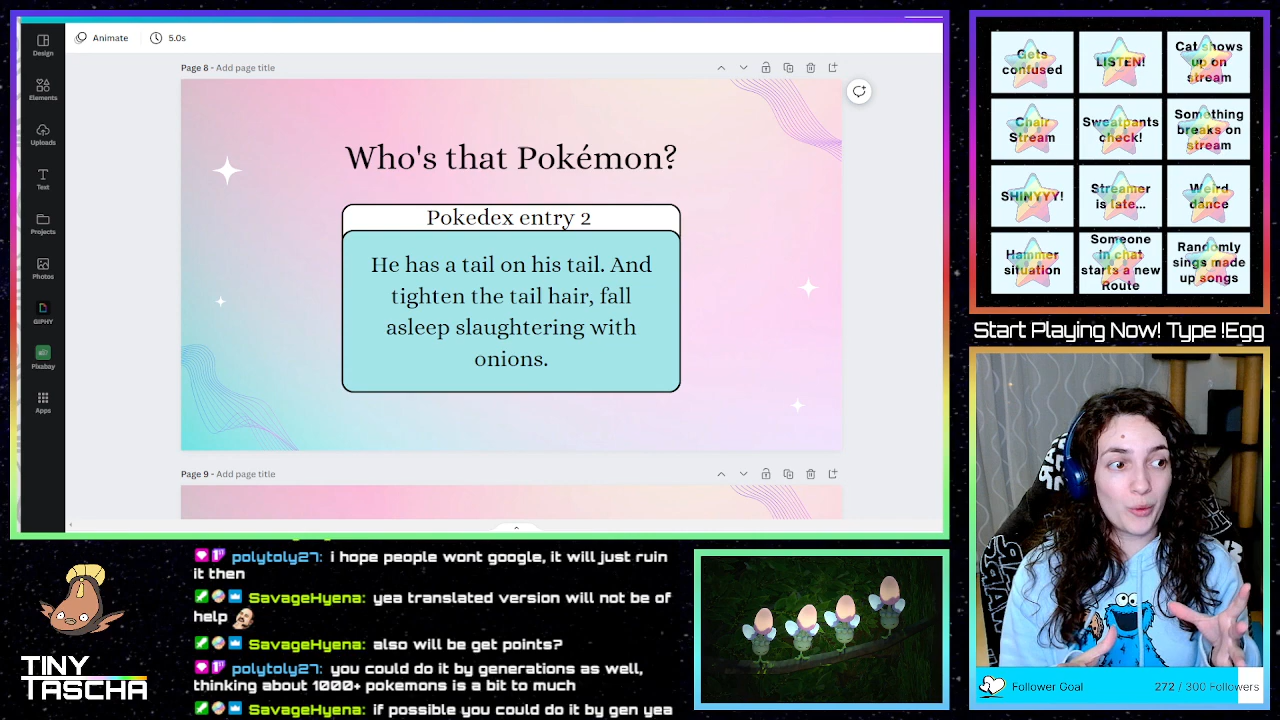 Animate
5.0s
Design
Elements
Uploads
Text
Projects
Photos
GIPHY
Pixabay
Apps
Page 8 - Add page title
Who's that Pokémon?
Pokedex entry 2
He has a tail on his tail. And
tighten the tail hair, fall
asleep slaughtering with
onions.
Page 9 - Add page title
Gets
confused
LISTEN!
Cat shows
up on
stream
Chair
Stream
Sweatpants
check!
Something
breaks on
stream
SHINYYY!
Streamer
is late...
Weird
dance
Hammer
situation
Someone
in chat
starts a new
Route
Randomly
sings made
up songs
Start Playing Now! Type !Egg
polytoly27: i hope people wont google, it will just ruin
it then
SavageHyena: yea translated version will not be of
help
SavageHyena: also will be get points?
polytoly27: you could do it by generations as well,
thinking about 1000+ pokemons is a bit to much
SavageHyena: if possible you could do it by gen yea
TINY
TASCHA
Follower Goal
272 / 300 Followers